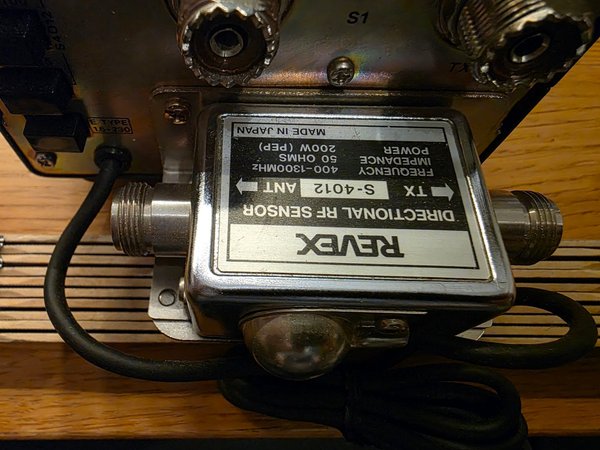 S1
TX
REVEX
DIRECTIONAL RF SENSOR
TX S-4012 ANT
FREQUENCY 400-1300MHz
IMPEDANCE 50 OHMS
POWER 200W (PEP)
MADE IN JAPAN